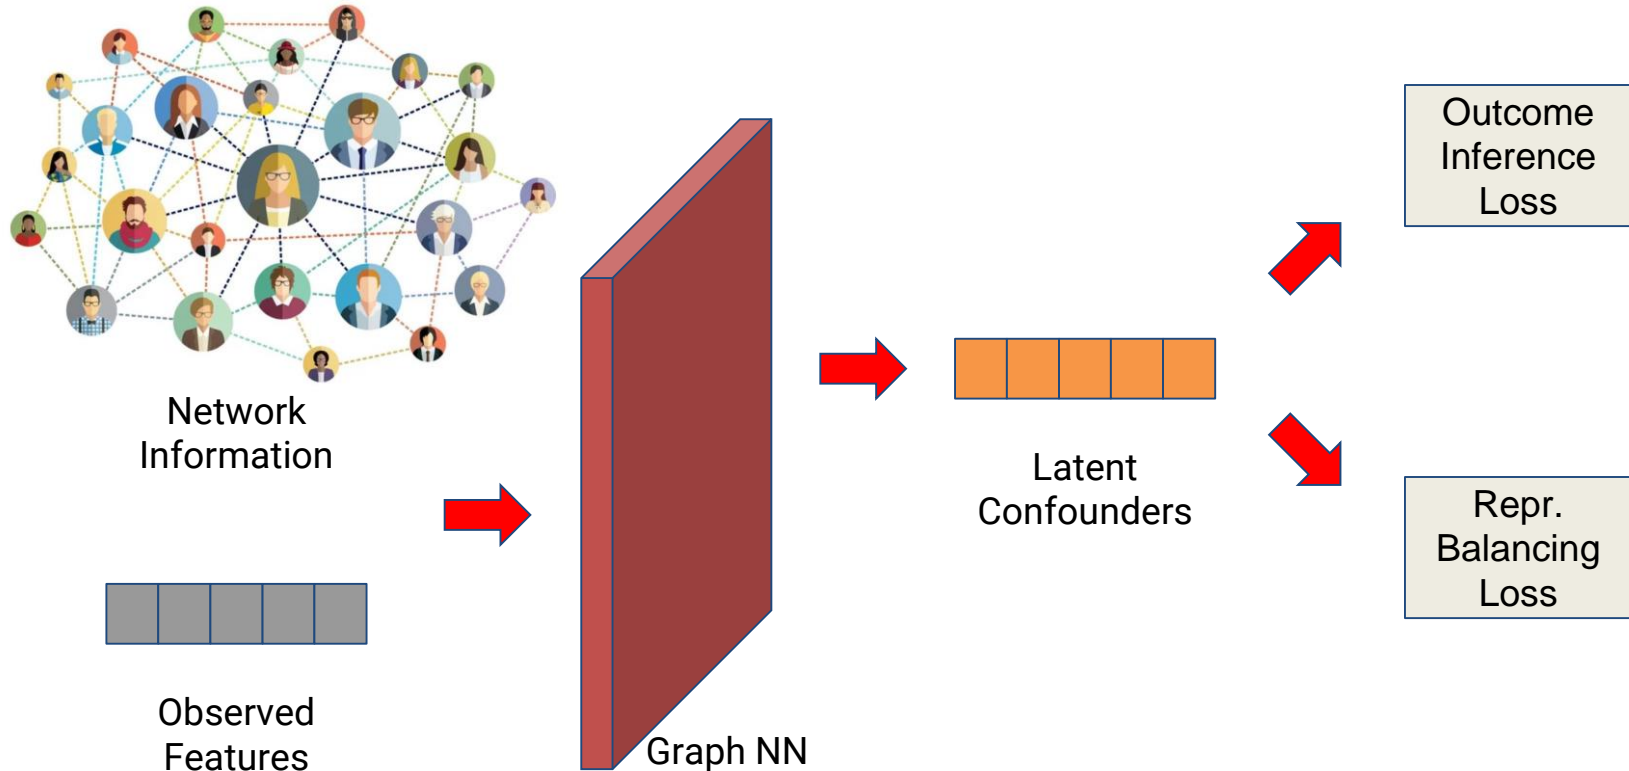 Network
Information
Observed
Features
Graph NN
Latent
Confounders
Outcome
Inference
Loss
Repr.
Balancing
Loss